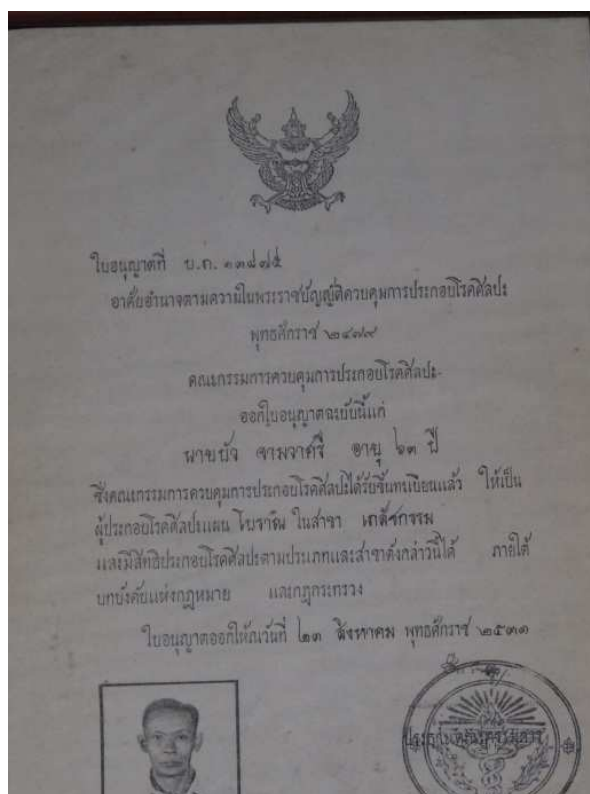 ใบอนุญาตที่ บ.ภ. ๑๓๘๗๕
อาศัยอำนาจตามความในพระราชบัญญัติควบคุมการประกอบโรคศิลปะ
พุทธศักราช ๒๔๗๙
คณะกรรมการควบคุมการประกอบโรคศิลปะ
ออกใบอนุญาตฉะบับนี้แก่
นายบัว จามจาศรี อายุ ๖๓ ปี
ซึ่งคณะกรรมการควบคุมการประกอบโรคศิลปะได้รับขึ้นทะเบียนแล้ว ให้เป็น
ผู้ประกอบโรคศิลปะแผน โบราณ ในสาขา เภสัชกรรม
และมีสิทธิประกอบโรคศิลปะตามประเภทและสาขาดังกล่าวนี้ได้ ภายใต้
บทบังคับแห่งกฎหมาย และกฎกระทรวง
ใบอนุญาตออกให้ณวันที่ ๒๓ สิงหาคม พุทธศักราช ๒๕๓๑